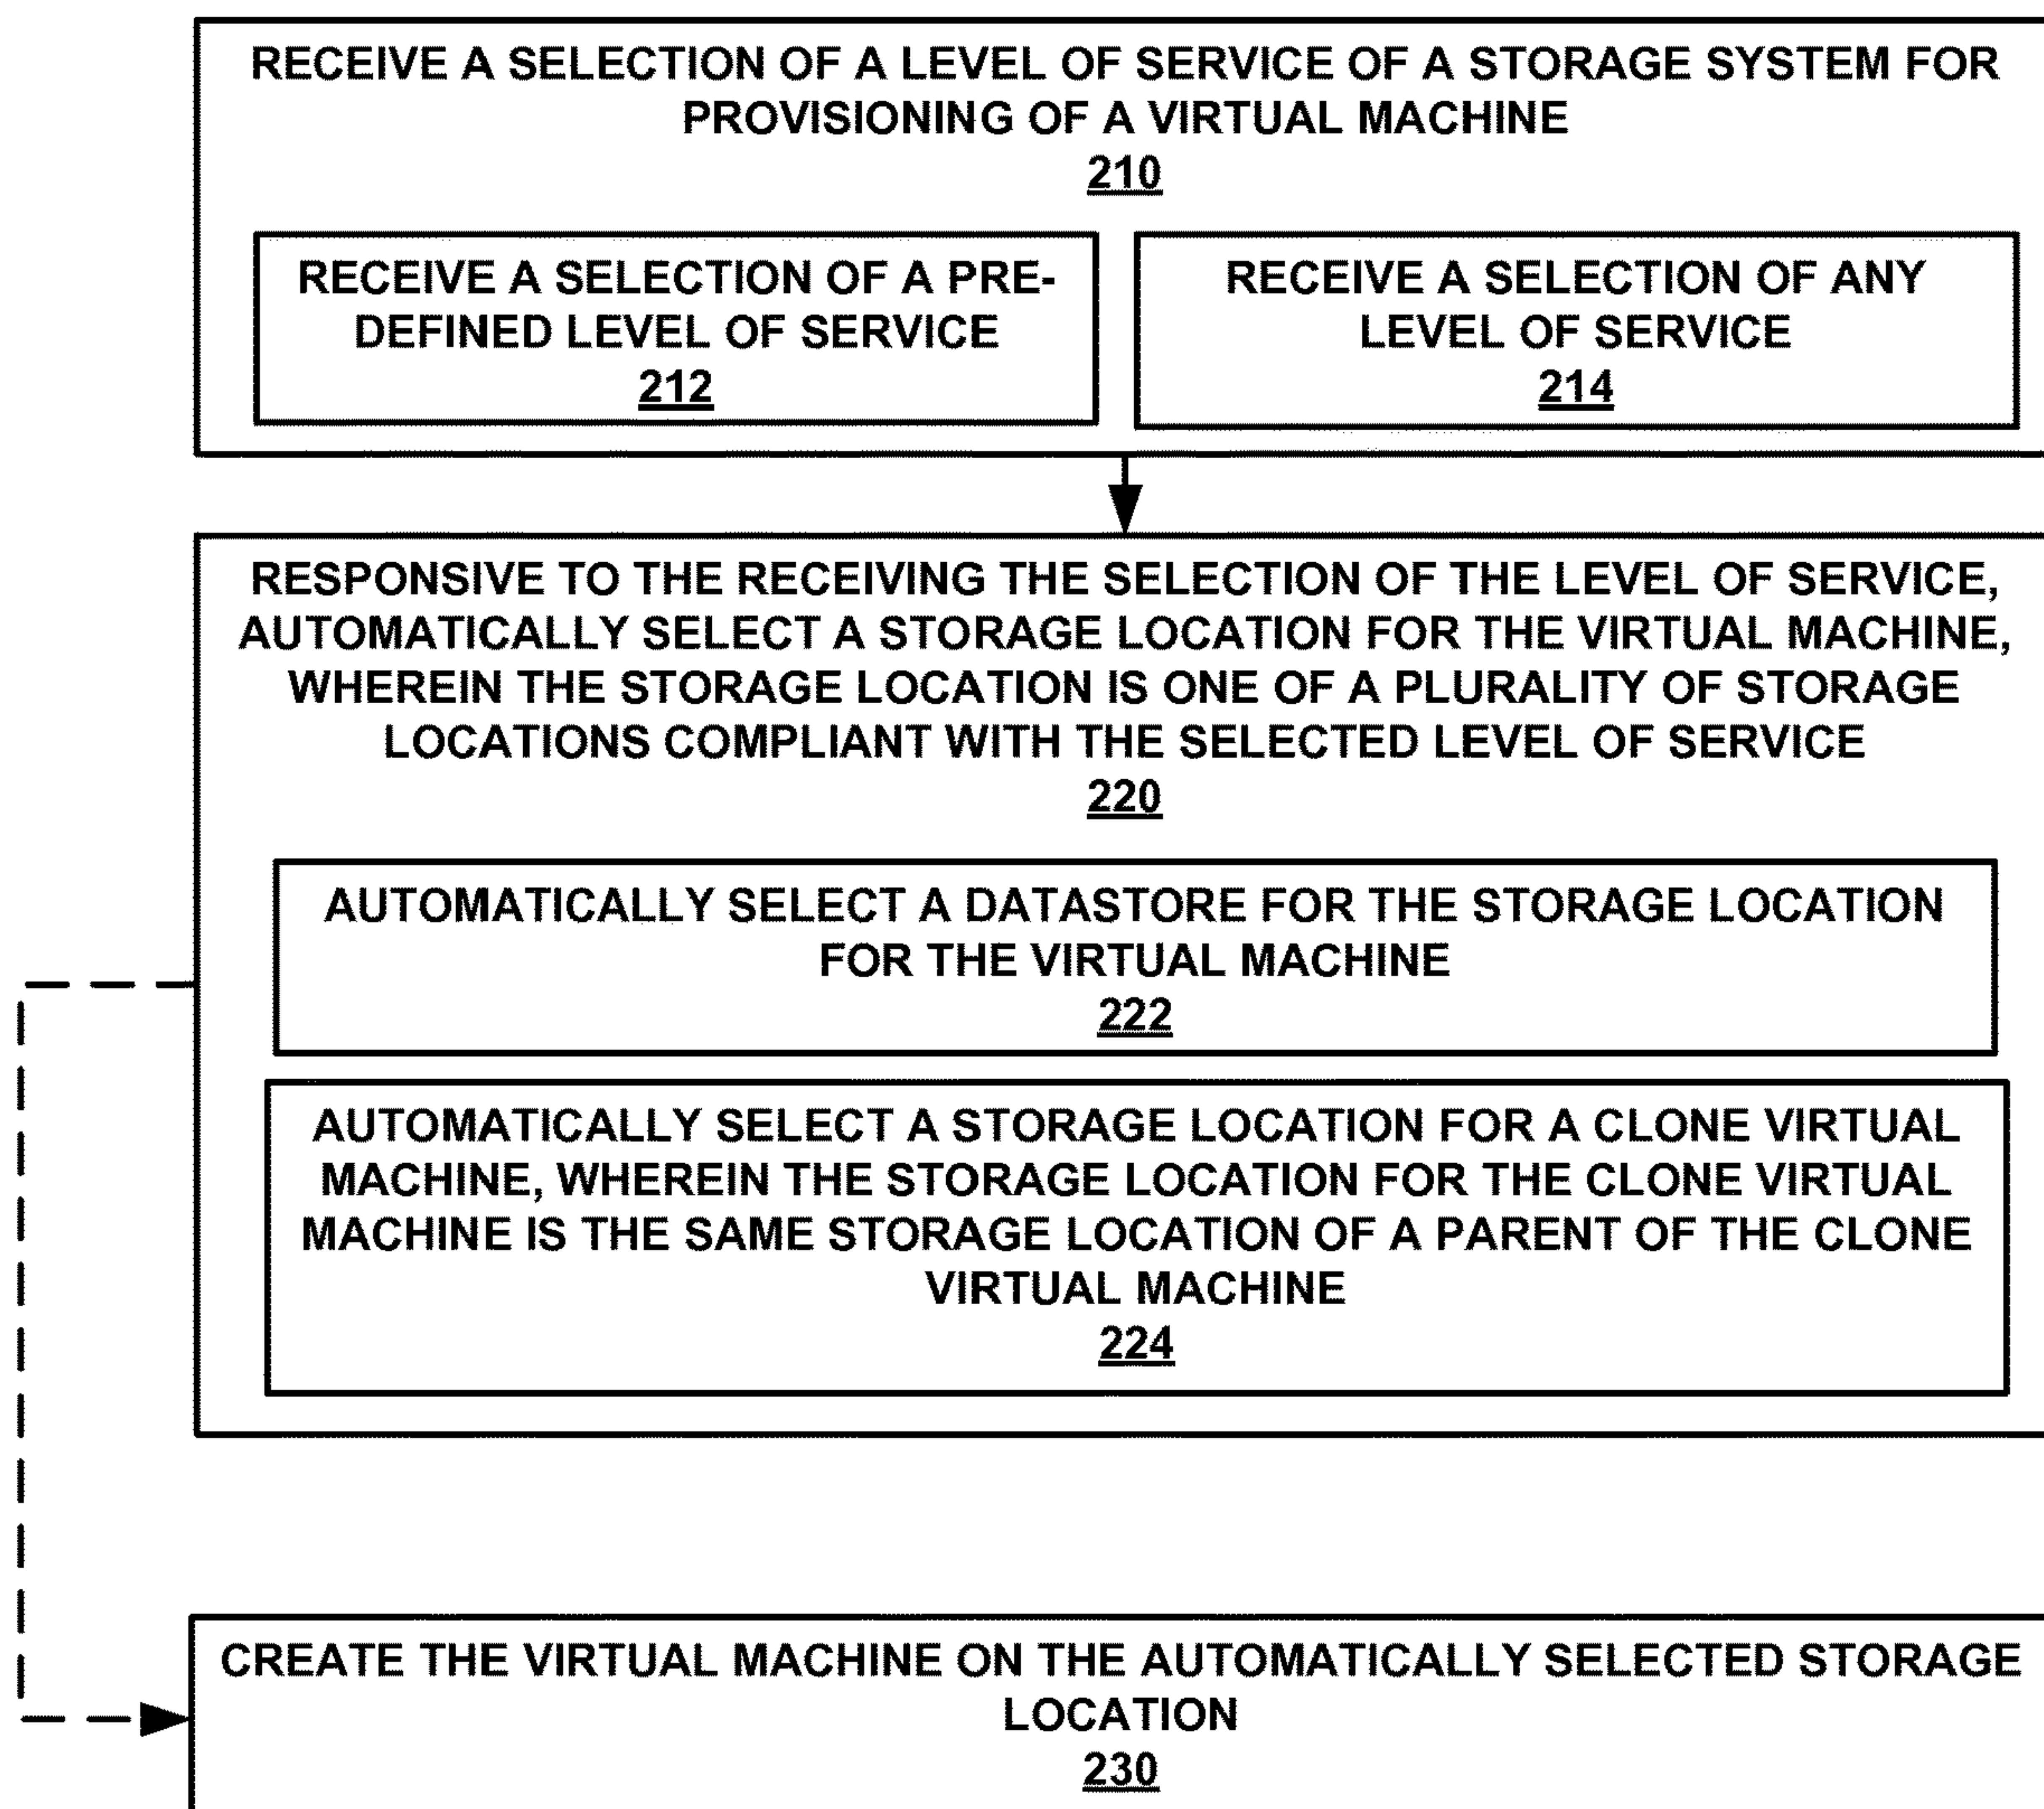 RECEIVE A SELECTION OF A LEVEL OF SERVICE OF A STORAGE SYSTEM FOR
PROVISIONING OF A VIRTUAL MACHINE
210
RECEIVE A SELECTION OF A PRE-
DEFINED LEVEL OF SERVICE
212
RECEIVE A SELECTION OF ANY
LEVEL OF SERVICE
214
RESPONSIVE TO THE RECEIVING THE SELECTION OF THE LEVEL OF SERVICE,
AUTOMATICALLY SELECT A STORAGE LOCATION FOR THE VIRTUAL MACHINE,
WHEREIN THE STORAGE LOCATION IS ONE OF A PLURALITY OF STORAGE
LOCATIONS COMPLIANT WITH THE SELECTED LEVEL OF SERVICE
220
AUTOMATICALLY SELECT A DATASTORE FOR THE STORAGE LOCATION
FOR THE VIRTUAL MACHINE
222
AUTOMATICALLY SELECT A STORAGE LOCATION FOR A CLONE VIRTUAL
MACHINE, WHEREIN THE STORAGE LOCATION FOR THE CLONE VIRTUAL
MACHINE IS THE SAME STORAGE LOCATION OF A PARENT OF THE CLONE
VIRTUAL MACHINE
224
CREATE THE VIRTUAL MACHINE ON THE AUTOMATICALLY SELECTED STORAGE
LOCATION
230